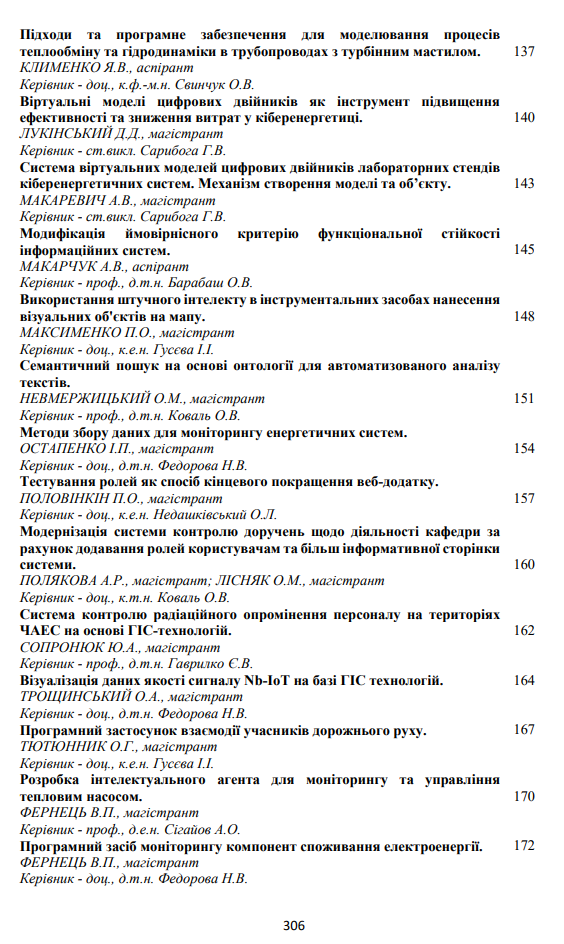 Підходи та програмне забезпечення для моделювання процесів
теплообміну та гідродинаміки в трубопроводах з турбінним мастилом. 137
КЛИМЕНКО Я.В., аспірант
Керівник - доц., к.ф.-м.н. Свинчук О.В.
Віртуальні моделі цифрових двійників як інструмент підвищення
ефективності та зниження витрат у кіберенергетиці. 140
ЛУКІНСЬКИЙ Д.Д., магістрант
Керівник - ст.викл. Сарибога Г.В.
Система віртуальних моделей цифрових двійників лабораторних стендів
кіберенергетичних систем. Механізм створення моделі та об’єкту. 143
МАКАРЕВИЧ А.В., магістрант
Керівник - ст.викл. Сарибога Г.В.
Модифікація ймовірнісного критерію функціональної стійкості
інформаційних систем. 145
МАКАРЧУК А.В., аспірант
Керівник - проф., д.т.н. Барабаш О.В.
Використання штучного інтелекту в інструментальних засобах нанесення
візуальних об'єктів на мапу. 148
МАКСИМЕНКО П.О., магістрант
Керівник - доц., к.е.н. Гусєва І.І.
Семантичний пошук на основі онтології для автоматизованого аналізу
текстів.
НЕВМЕРЖИЦЬКИЙ О.М., магістрант 151
Керівник - проф., д.т.н. Коваль О.В.
Методи збору даних для моніторингу енергетичних систем.
ОСТАПЕНКО І.П., магістрант 154
Керівник - доц., д.т.н. Федорова Н.В.
Тестування ролей як спосіб кінцевого покращення веб-додатку.
ПОЛОВІНКІН П.О., магістрант 157
Керівник - доц., к.е.н. Недашківський О.Л.
Модернізація системи контролю доручень щодо діяльності кафедри за
рахунок додавання ролей користувачам та більш інформативної сторінки
системи. 160
ПОЛЯКОВА А.Р., магістрант; ЛІСНЯК О.М., магістрант
Керівник - доц., к.т.н. Коваль О.В.
Система контролю радіаційного опромінення персоналу на територіях
ЧАЕС на основі ГІС-технологій. 162
СОПРОНЮК Ю.А., магістрант
Керівник - проф., д.т.н. Гаврилко Є.В.
Візуалізація даних якості сигналу Nb-IoT на базі ГІС технологій. 164
ТРОЩИНСЬКИЙ О.А., магістрант
Керівник - доц., д.т.н. Федорова Н.В.
Програмний застосунок взаємодії учасників дорожнього руху. 167
ТЮТЮННИК О.Г., магістрант
Керівник - доц., к.е.н. Гусєва І.І.
Розробка інтелектуального агента для моніторингу та управління
тепловим насосом. 170
ФЕРНЕЦЬ В.П., магістрант
Керівник - проф., д.е.н. Сігайов А.О.
Програмний засіб моніторингу компонент споживання електроенергії. 172
ФЕРНЕЦЬ В.П., магістрант
Керівник - доц., д.т.н. Федорова Н.В.
306